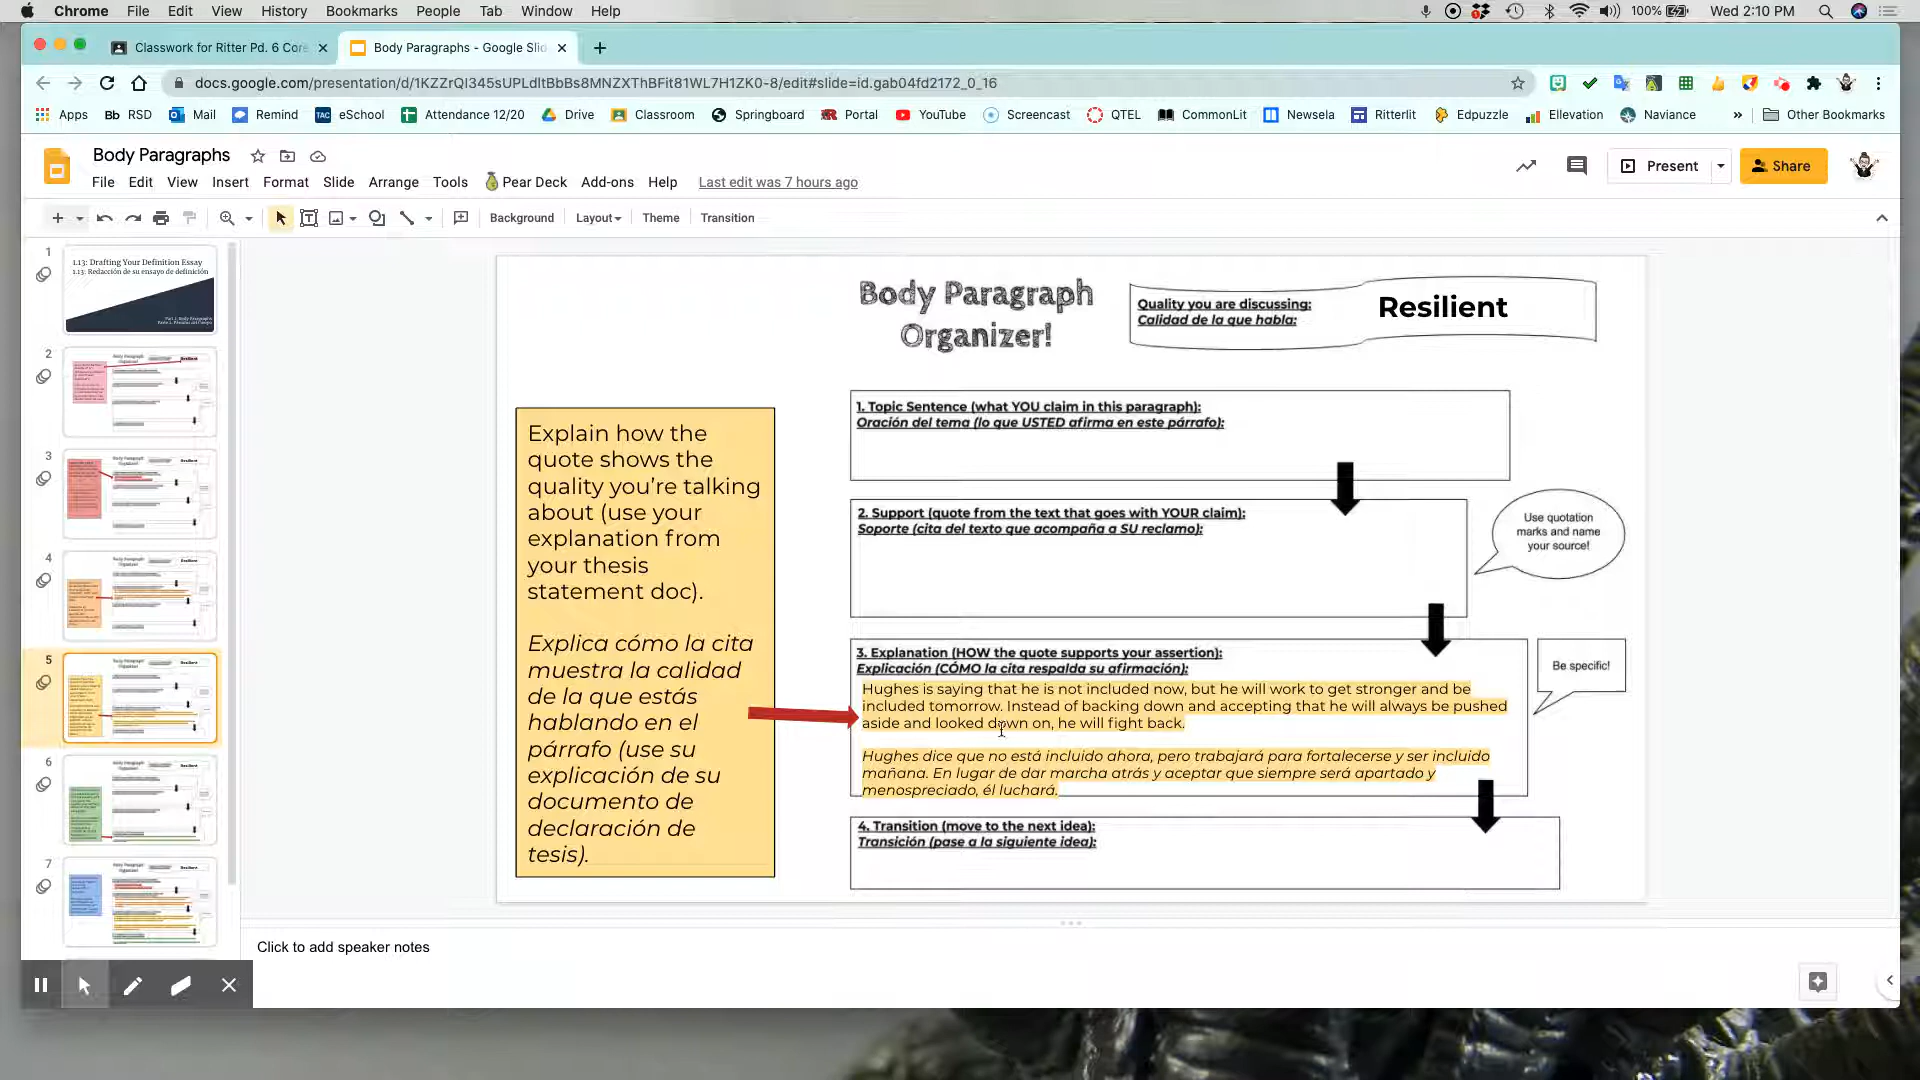 Chrome File Edit View History Bookmarks People Tab Window Help 100% Wed 2:10 PM
Classwork for Ritter Pd. 6 Core
Body Paragraphs - Google Slid
docs.google.com/presentation/d/1KZZrQI345sUPLdltBbBs8MNZXThBFit81WL7H1ZK0-8/edit#slide=id.gab04fd2172_0_16
Apps Bb RSD Mail Remind TAC eSchool Attendance 12/20 Drive Classroom Springboard Portal YouTube Screencast QTEL CommonLit Newsela Ritterlit Edpuzzle Ellevation Naviance » Other Bookmarks
Body Paragraphs
File Edit View Insert Format Slide Arrange Tools Pear Deck Add-ons Help Last edit was 7 hours ago
Present
Share
Background Layout Theme Transition
1
1.13: Drafting Your Definition Essay
1.13: Redacción de su ensayo de definición
2
3
4
5
6
7
Body Paragraph
Organizer!
Quality you are discussing:
Calidad de la que habla:
Resilient
Explain how the
quote shows the
quality you're talking
about (use your
explanation from
your thesis
statement doc).
Explica cómo la cita
muestra la calidad
de la que estás
hablando en el
párrafo (use su
explicación de su
documento de
declaración de
tesis).
1. Topic Sentence (what YOU claim in this paragraph):
Oración del tema (lo que USTED afirma en este párrafo):
2. Support (quote from the text that goes with YOUR claim):
Soporte (cita del texto que acompaña a SU reclamo):
Use quotation
marks and name
your source!
3. Explanation (HOW the quote supports your assertion):
Explicación (CÓMO la cita respalda su afirmación):
Hughes is saying that he is not included now, but he will work to get stronger and be
included tomorrow. Instead of backing down and accepting that he will always be pushed
aside and looked down on, he will fight back.
Hughes dice que no está incluido ahora, pero trabajará para fortalecerse y ser incluido
mañana. En lugar de dar marcha atrás y aceptar que siempre será apartado y
menospreciado, él luchará.
Be specific!
4. Transition (move to the next idea):
Transición (pase a la siguiente idea):
Click to add speaker notes